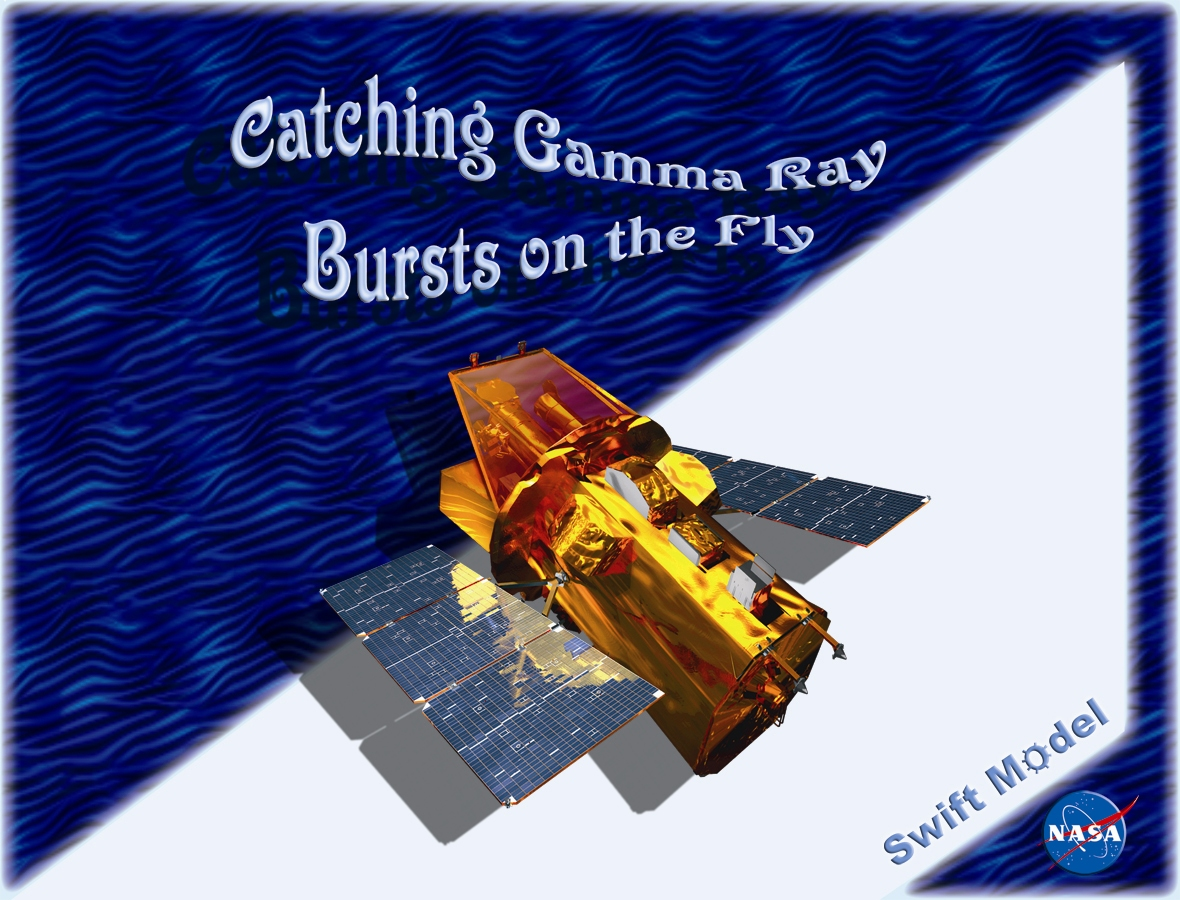 Catching Gamma Ray
Bursts on the Fly
Swift Model
NASA